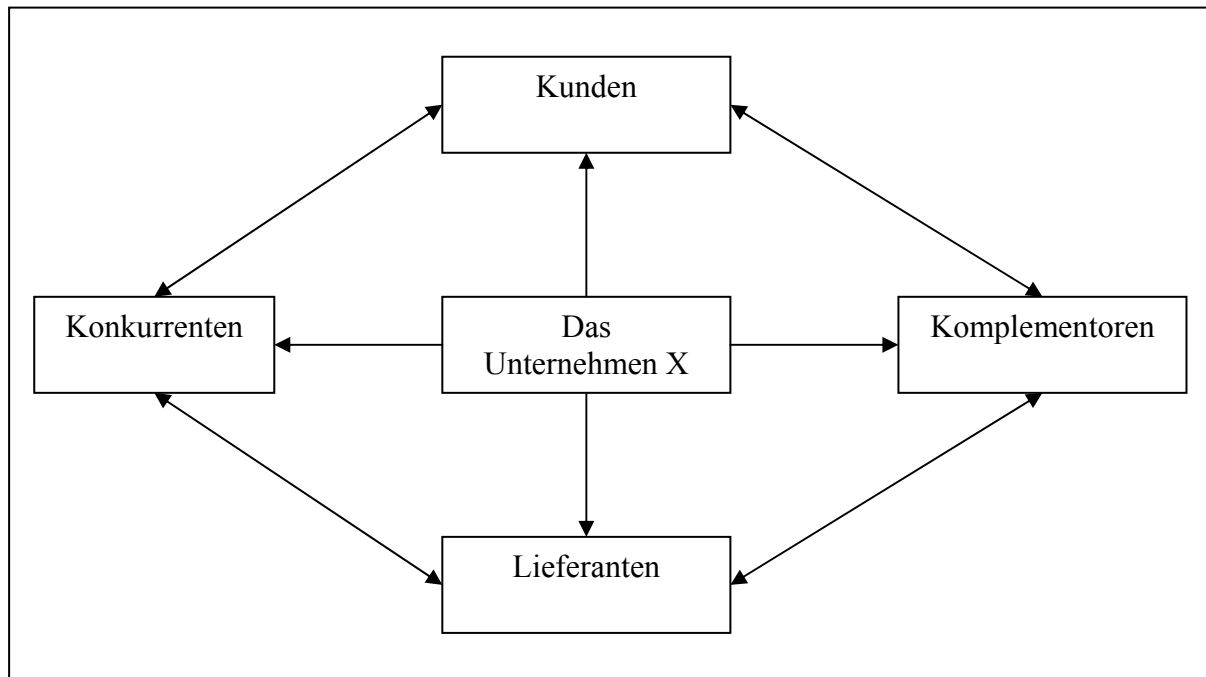 Kunden
Konkurrenten
Das
Unternehmen X
Komplementoren
Lieferanten